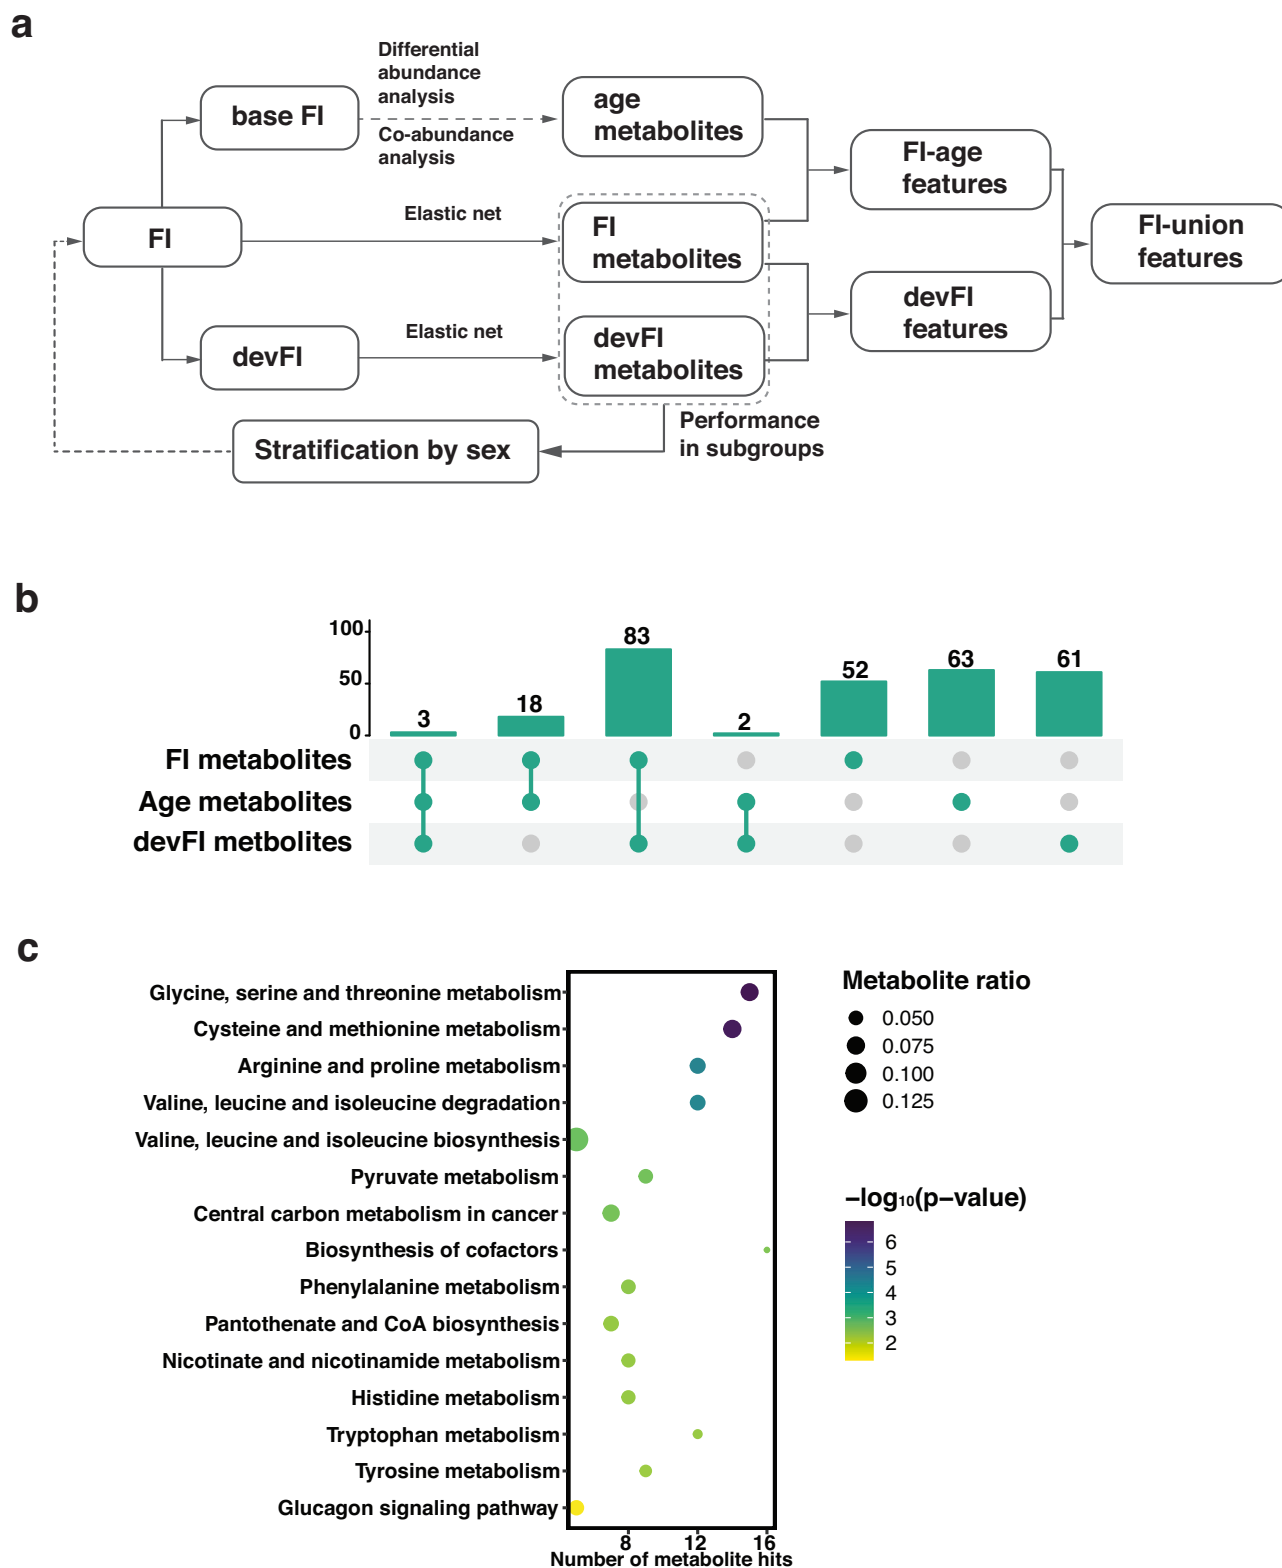 a
Differential
abundance
analysis
Co-abundance
analysis
base FI
age
metabolites
FI-age
features
FI
Elastic net
FI
metabolites
FI-union
features
devFI
Elastic net
devFI
metabolites
devFI
features
Stratification by sex
Performance
in subgroups
b
100
50
0
3
18
83
2
52
63
61
FI metabolites
Age metabolites
devFI metbolites
c
Glycine, serine and threonine metabolism
Cysteine and methionine metabolism
Arginine and proline metabolism
Valine, leucine and isoleucine degradation
Valine, leucine and isoleucine biosynthesis
Pyruvate metabolism
Central carbon metabolism in cancer
Biosynthesis of cofactors
Phenylalanine metabolism
Pantothenate and CoA biosynthesis
Nicotinate and nicotinamide metabolism
Histidine metabolism
Tryptophan metabolism
Tyrosine metabolism
Glucagon signaling pathway
8 12 16
Number of metabolite hits
Metabolite ratio
0.050
0.075
0.100
0.125
−log₁₀(p−value)
6
5
4
3
2